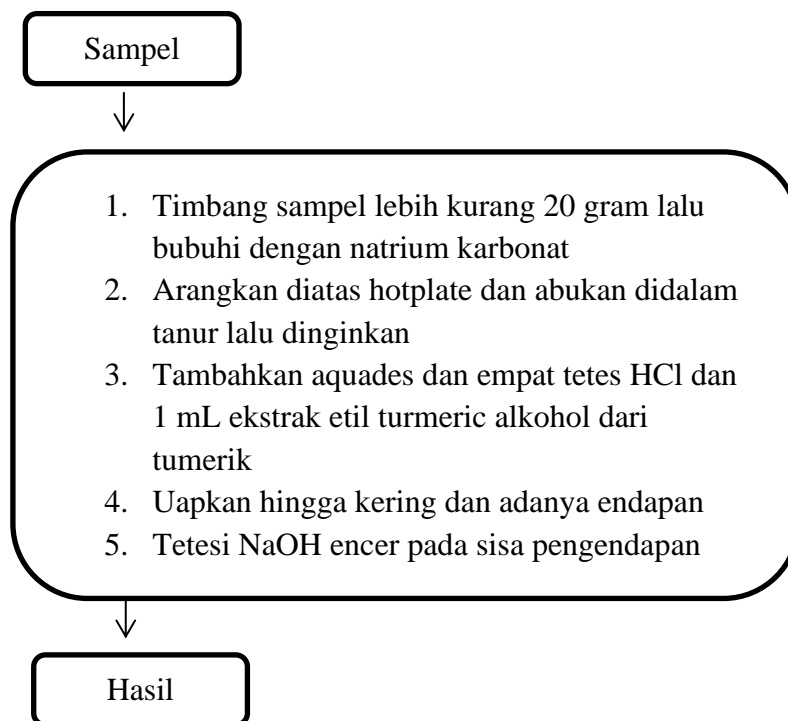 Sampel
1. Timbang sampel lebih kurang 20 gram lalu
bubuhi dengan natrium karbonat
2. Arangkan diatas hotplate dan abukan didalam
tanur lalu dinginkan
3. Tambahkan aquades dan empat tetes HCl dan
1 mL ekstrak etil turmeric alkohol dari
tumerik
4. Uapkan hingga kering dan adanya endapan
5. Tetesi NaOH encer pada sisa pengendapan
Hasil